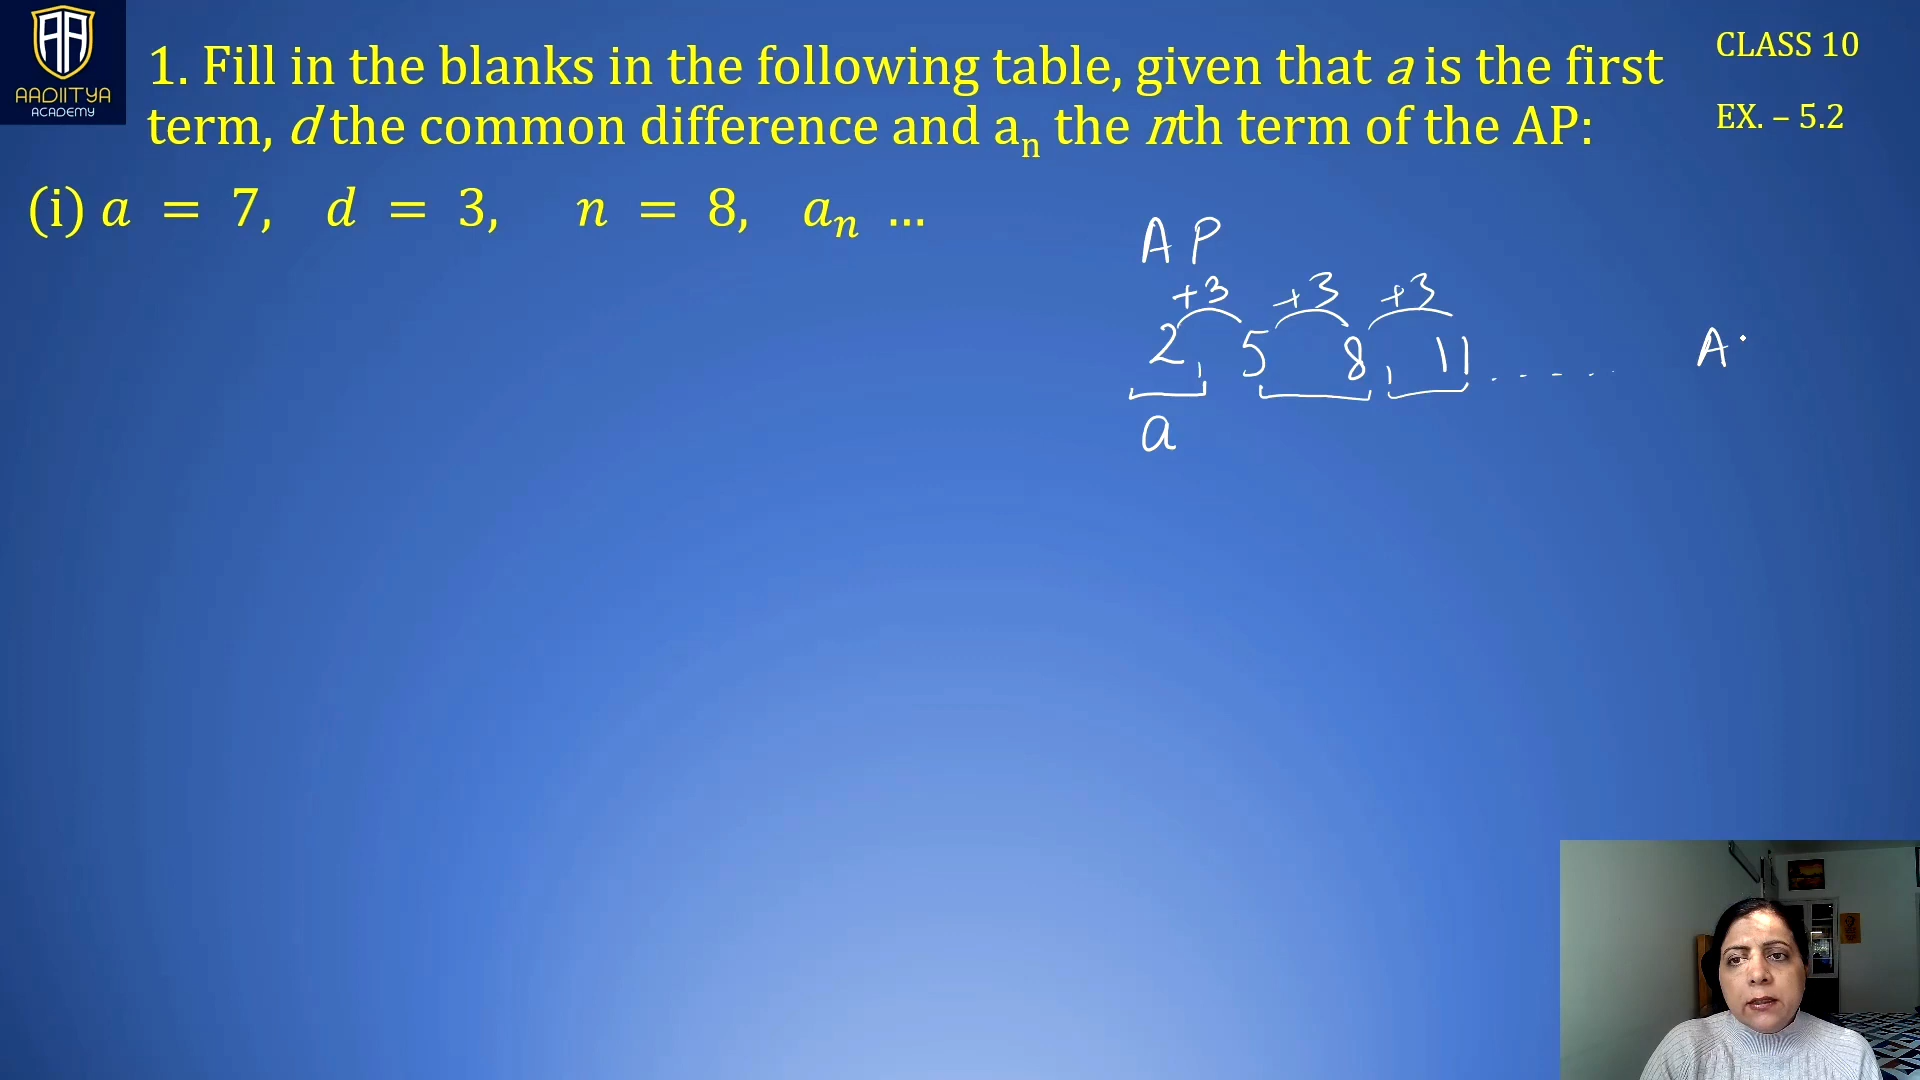 AADIITYA
ACADEMY
1. Fill in the blanks in the following table, given that a is the first
term, d the common difference and aₙ the nth term of the AP:
CLASS 10
EX. – 5.2
(i) a = 7, d = 3, n = 8, aₙ ...
AP
+3 +3 +3
2, 5 8, 11 ...... A
a